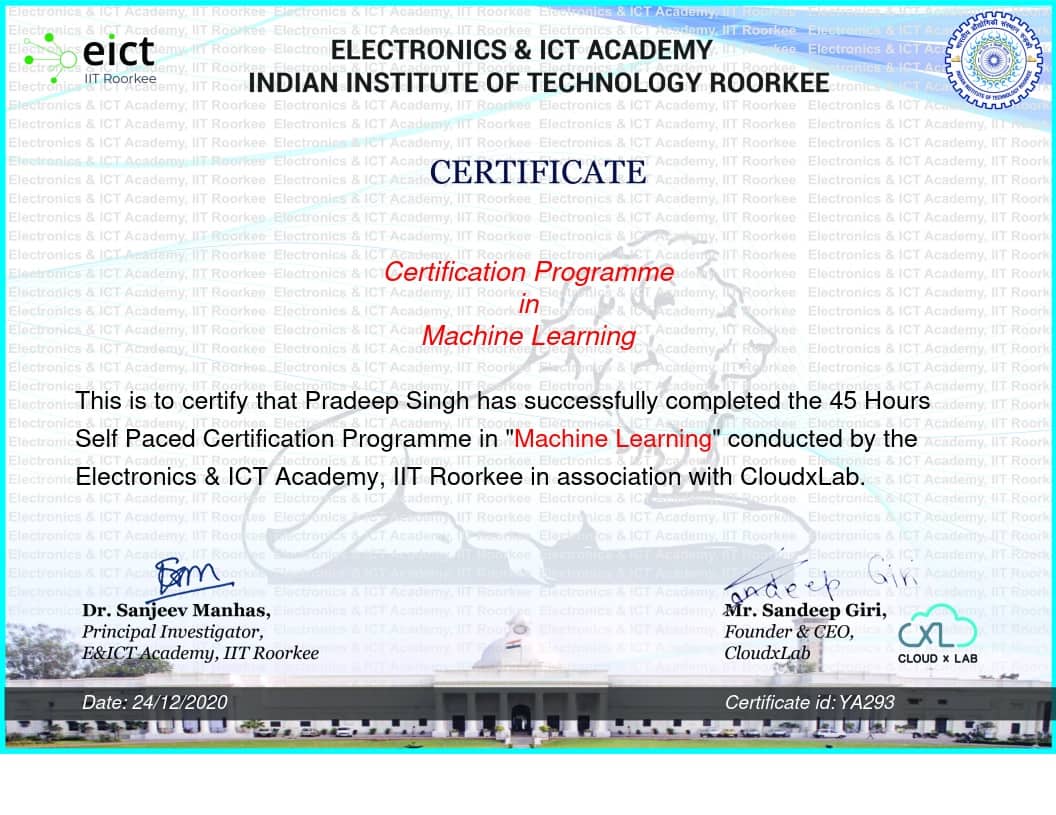 eict
IIT Roorkee
ELECTRONICS & ICT ACADEMY
INDIAN INSTITUTE OF TECHNOLOGY ROORKEE
CERTIFICATE
Certification Programme
in
Machine Learning
This is to certify that Pradeep Singh has successfully completed the 45 Hours
Self Paced Certification Programme in "Machine Learning" conducted by the
Electronics & ICT Academy, IIT Roorkee in association with CloudxLab.
Sandeep Giri
Dr. Sanjeev Manhas,
Principal Investigator,
E&ICT Academy, IIT Roorkee
Mr. Sandeep Giri,
Founder & CEO,
CloudxLab
CXL
CLOUD x LAB
Date: 24/12/2020
Certificate id: YA293